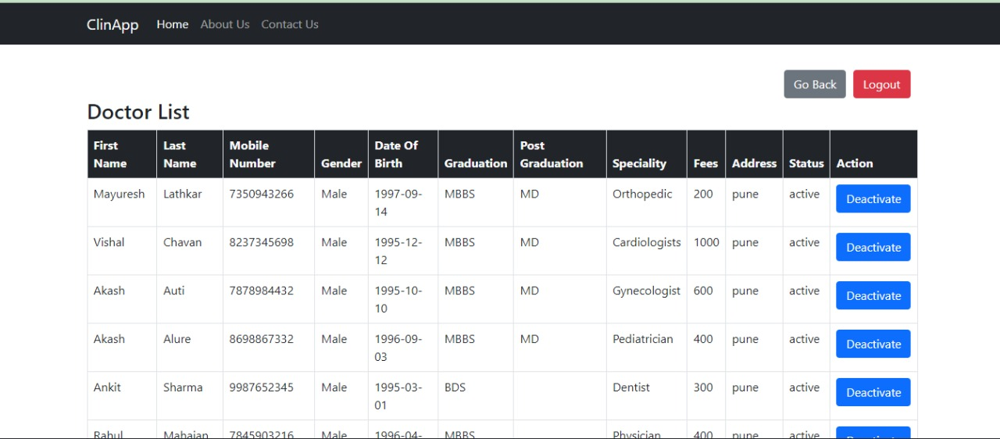 ClinApp Home About Us Contact Us
Go Back Logout
Doctor List
First Name Last Name Mobile Number Gender Date Of Birth Graduation Post Graduation Speciality Fees Address Status Action
Mayuresh Lathkar 7350943266 Male 1997-09-14 MBBS MD Orthopedic 200 pune active Deactivate
Vishal Chavan 8237345698 Male 1995-12-12 MBBS MD Cardiologists 1000 pune active Deactivate
Akash Auti 7878984432 Male 1995-10-10 MBBS MD Gynecologist 600 pune active Deactivate
Akash Alure 8698867332 Male 1996-09-03 MBBS MD Pediatrician 400 pune active Deactivate
Ankit Sharma 9987652345 Male 1995-03-01 BDS Dentist 300 pune active Deactivate
Rahul Mahajan 7845903216 Male 1996-04- MBBS Physician 400 pune active